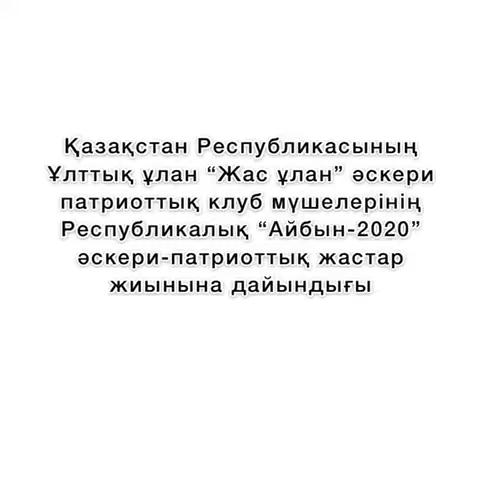 Қазақстан Республикасының
Ұлттық ұлан “Жас ұлан” әскери
патриоттық клуб мүшелерінің
Республикалық “Айбын-2020”
әскери-патриоттық жастар
жиынына дайындығы